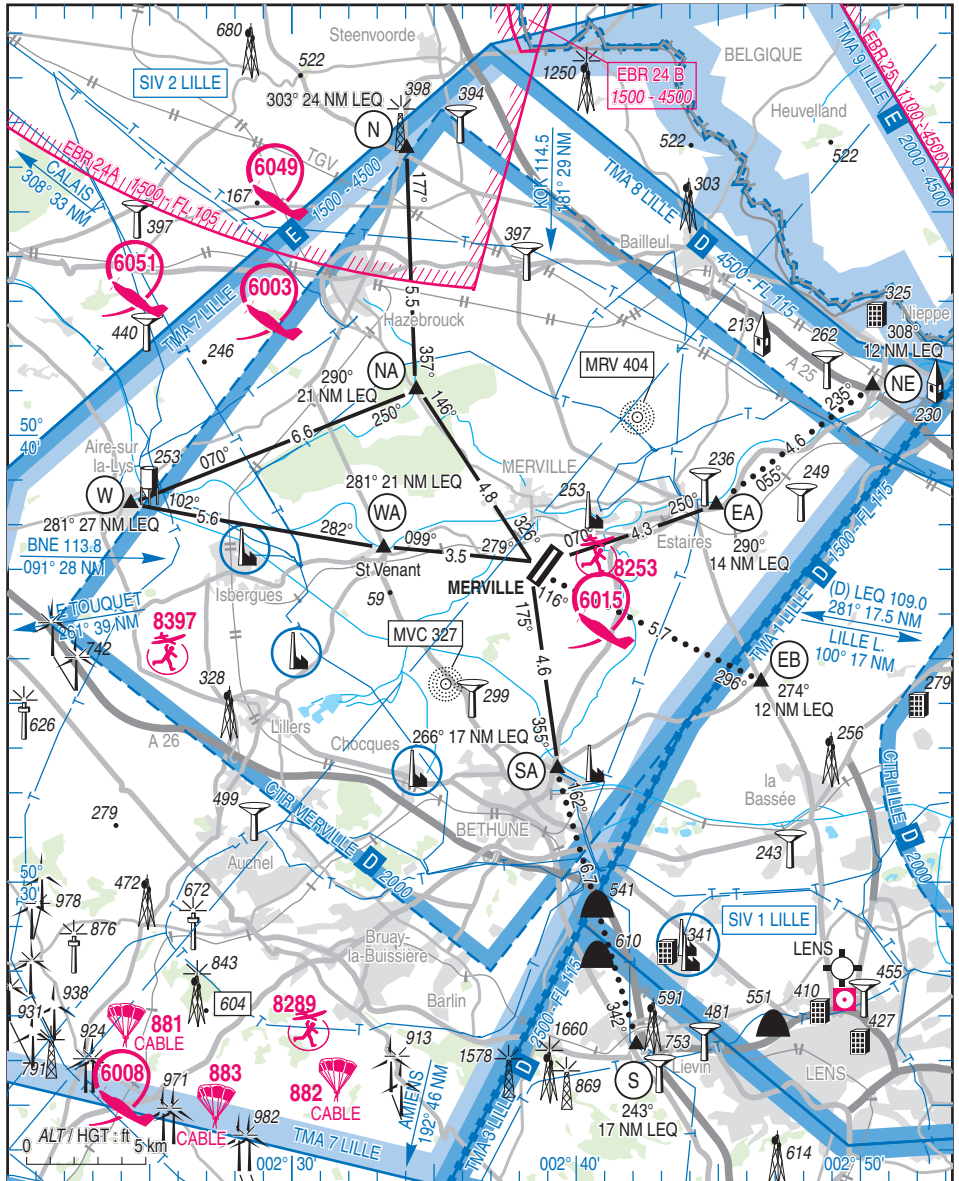 680
Steenvoorde
522
SIV 2 LILLE
303° 24 NM LEQ
398
394
N
1250
EBR 24 B
1500 - 4500
BELGIQUE
TMA 9 LILLE
E
2000 - 4500
EBR 25 1100-4500
Heuvelland
522
522
EBR 24A 1500 - FL 105
CALAIS
308° 33 NM
TGV
6049
167
1500 - 4500
E
177°
KOK 114.5
181° 29 NM
303
TMA 8 LILLE
D
4500 - FL 115
397
397
Bailleul
6051
6003
TMA 7 LILLE
440
246
5.5
Hazebrouck
357°
325
Nieppe
308°
12 NM LEQ
213
262
A 25
MRV 404
NA
290°
21 NM LEQ
250°
146°
NE
235°
230
50°
40'
Aire-sur
la-Lys
253
6.6
070°
4.6
055°
MERVILLE
236
249
W
102°
281° 27 NM LEQ
5.6
281° 21 NM LEQ
WA
4.8
326°
253
250°
EA
4.3
070°
290°
14 NM LEQ
Estaires
BNE 113.8
091° 28 NM
282°
099°
3.5
279°
St Venant
Isbergues
59
MERVILLE
8253
116°
6015
175°
TMA 1 LILLE
D
1500 - FL 115
(D) LEQ 109.0
281° 17.5 NM
LILLE L.
100° 17 NM
LE TOUQUET
261° 39 NM
742
8397
MVC 327
5.7
296°
EB
274°
12 NM LEQ
4.6
299
626
328
Lillers
A 26
Chocques
266° 17 NM LEQ
355°
SA
279
256
279
499
CTR MERVILLE
D
2000
Auchel
BETHUNE
162°
la
Bassée
243
CTR LILLE
D
2000
50°
30'
978
472
672
876
6.7
541
SIV 1 LILLE
610
341
Bruay-
la-Buissière
LENS
843
604
938
931
924
791
881
CABLE
8289
Barlin
2500 - FL 115
342°
591
481
551
410
455
427
913
1578
1660
869
753
D
S
Lievin
LENS
6008
971
883
CABLE
882
CABLE
982
AMIENS
192° 46 NM
TMA 3 LILLE
243°
17 NM LEQ
614
ALT / HGT : ft
0
5 km
TMA 7 LILLE
002° 30'
002° 40'
002° 50'